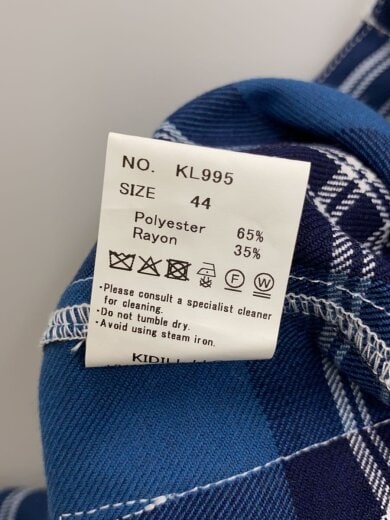 NO. KL995
SIZE 44
Polyester 65%
Rayon 35%
F W
•Please consult a specialist cleaner
for cleaning.
•Do not tumble dry.
•Avoid using steam iron.